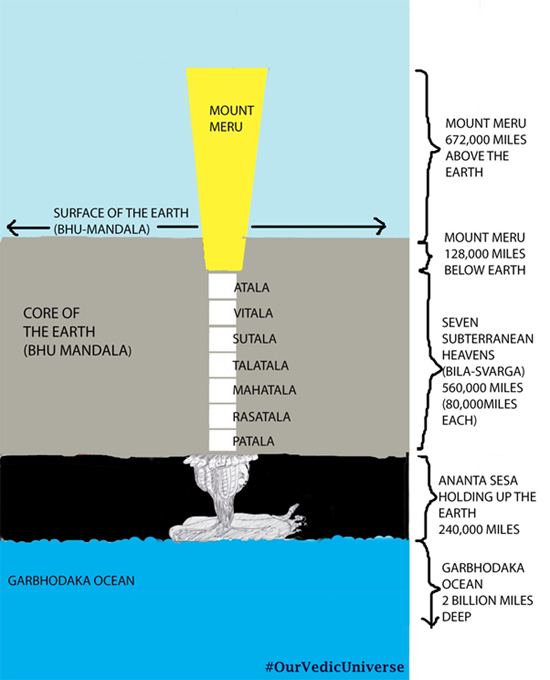 MOUNT
MERU
SURFACE OF THE EARTH
(BHU-MANDALA)
CORE OF
THE EARTH
(BHU MANDALA)
ATALA
VITALA
SUTALA
TALATALA
MAHATALA
RASATALA
PATALA
GARBHODAKA OCEAN
MOUNT MERU
672,000 MILES
ABOVE THE
EARTH
MOUNT MERU
128,000 MILES
BELOW EARTH
SEVEN
SUBTERRANEAN
HEAVENS
(BILA-SVARGA)
560,000 MILES
(80,000MILES
EACH)
ANANTA SESA
HOLDING UP THE
EARTH
240,000 MILES
GARBHODAKA
OCEAN
2 BILLION MILES
DEEP
#OurVedicUniverse